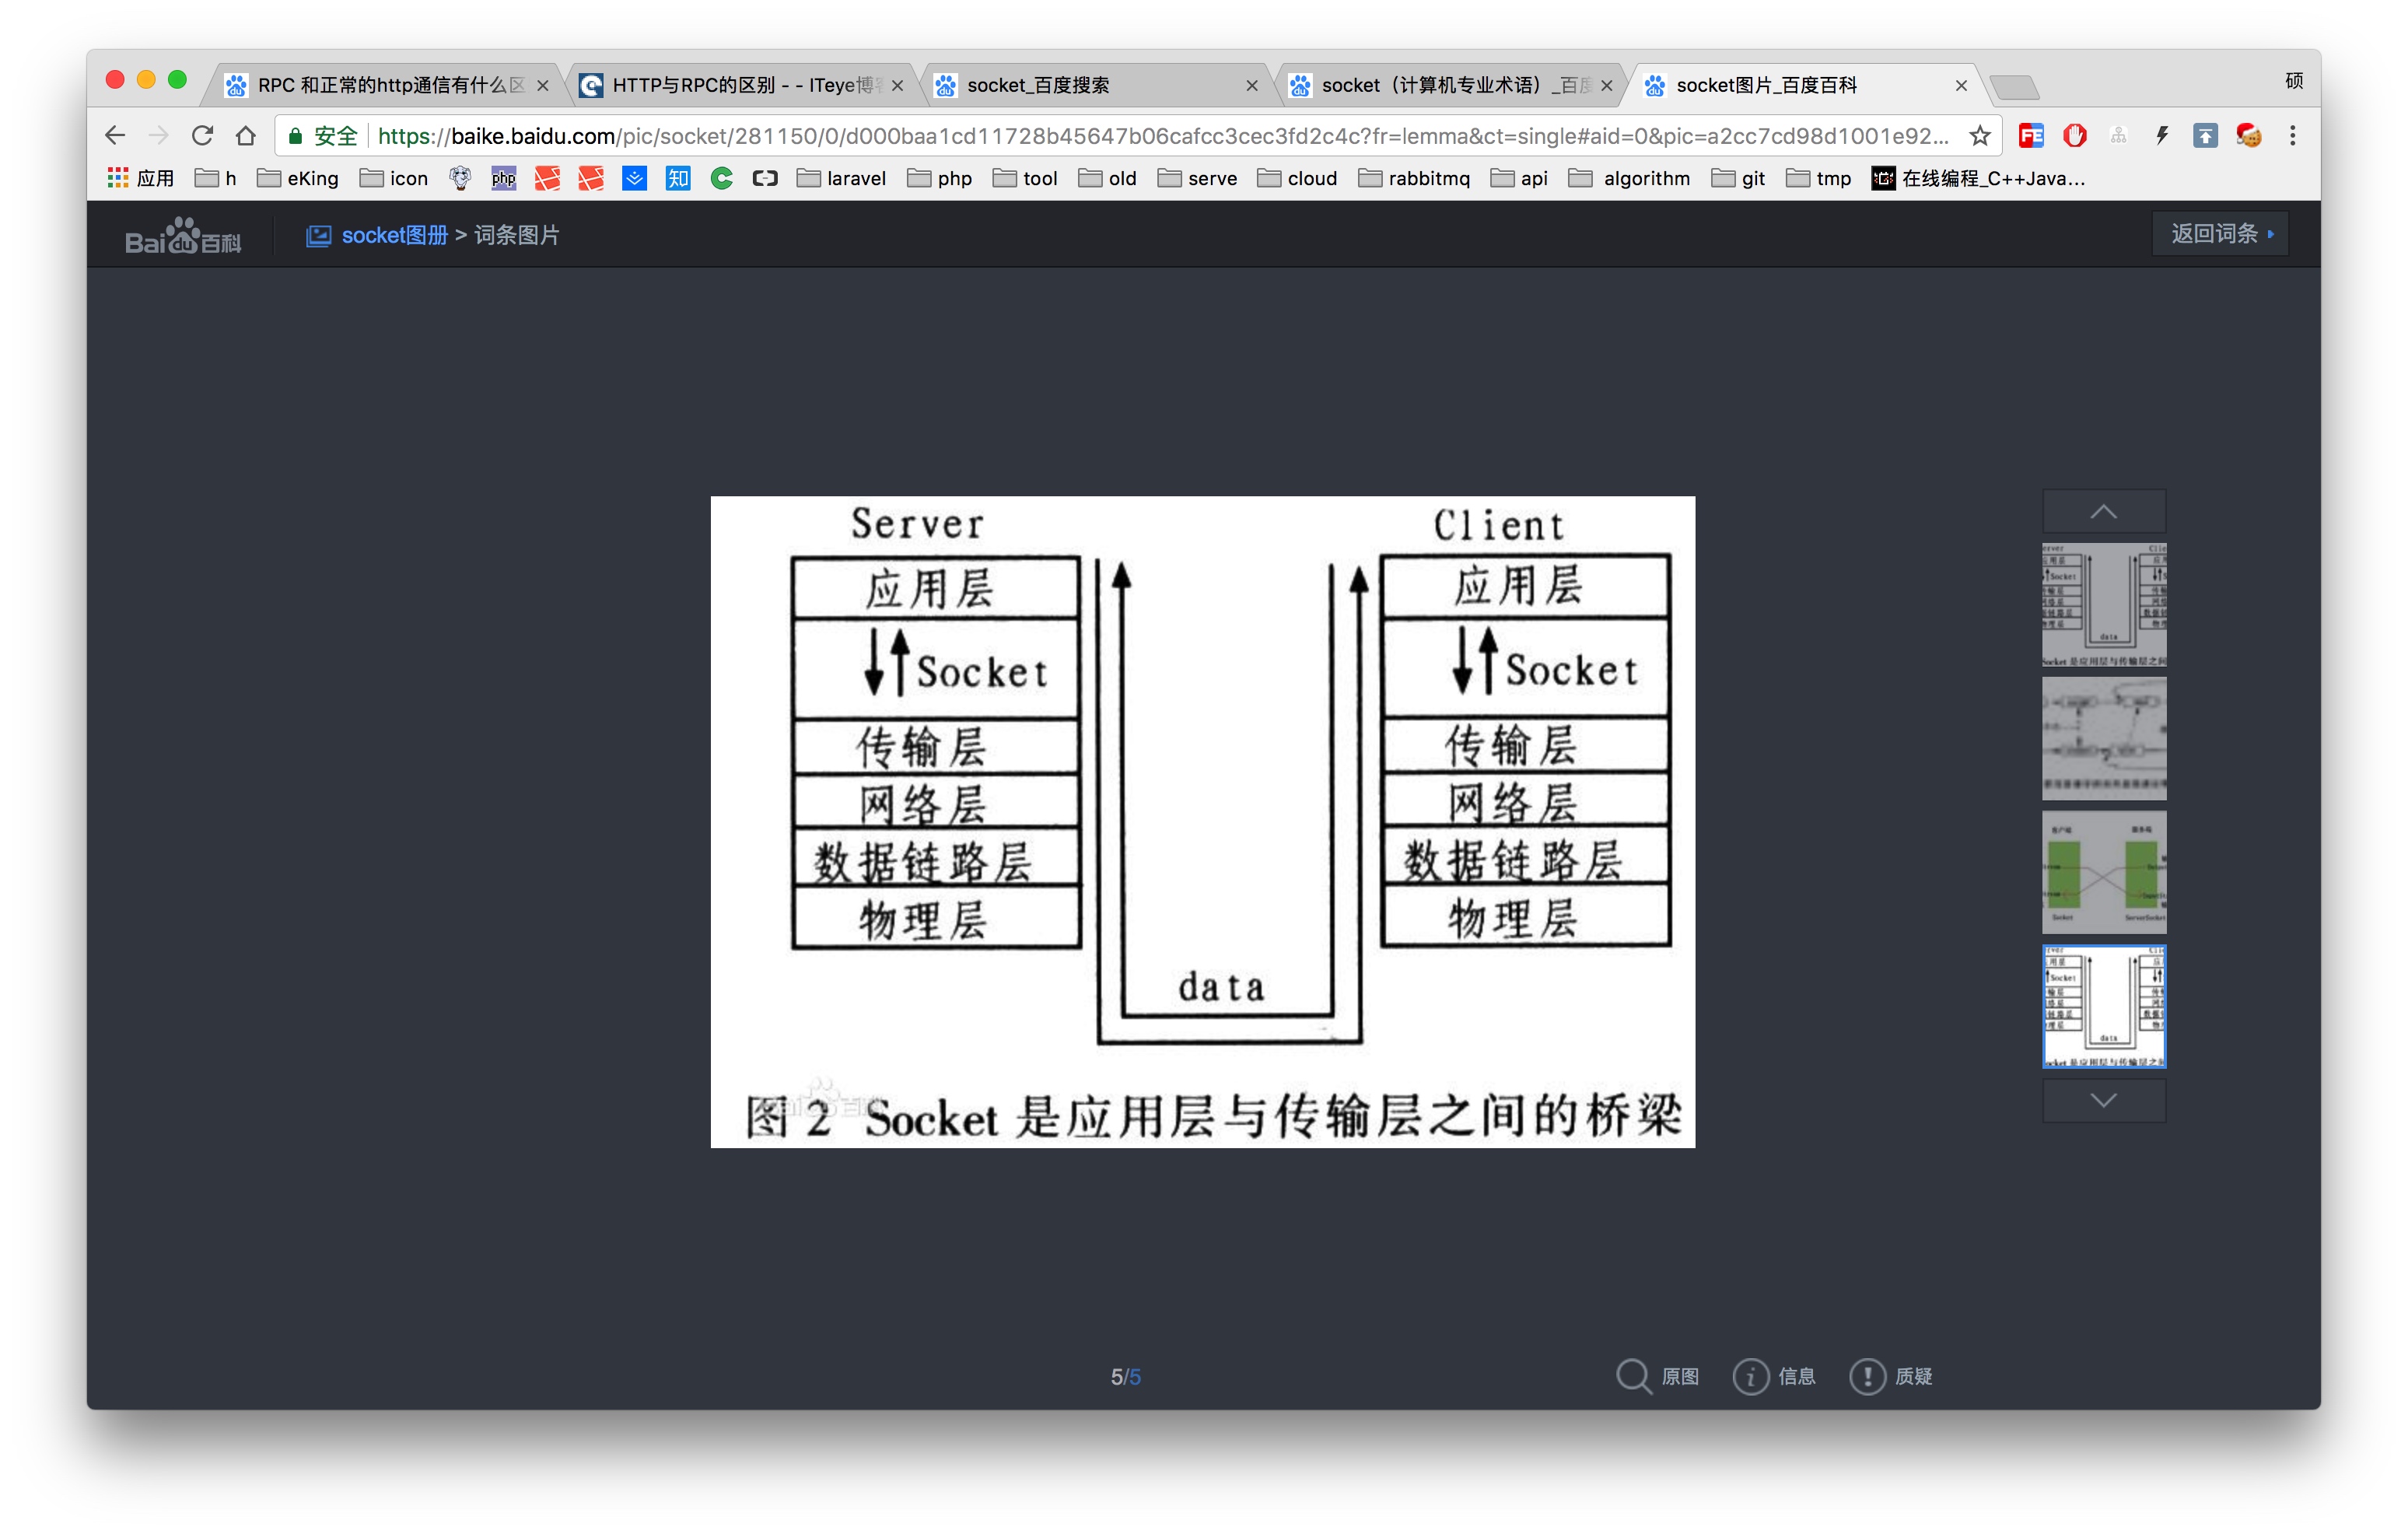 RPC 和正常的http通信有什么区
HTTP与RPC的区别 - - ITeye博客
socket_百度搜索
socket（计算机专业术语）_百度
socket图片_百度百科
硕
安全 https://baike.baidu.com/pic/socket/281150/0/d000baa1cd11728b45647b06cafcc3cec3fd2c4c?fr=lemma&ct=single#aid=0&pic=a2cc7cd98d1001e92...
应用 h eKing icon php 知 laravel php tool old serve cloud rabbitmq api algorithm git tmp 在线编程_C++Java...
Baidu百科 socket图册 > 词条图片 返回词条
Server Client
应用层 应用层
Socket Socket
传输层 传输层
网络层 网络层
数据链路层 数据链路层
物理层 物理层
data
图 2 Socket 是应用层与传输层之间的桥梁
5/5 原图 信息 质疑